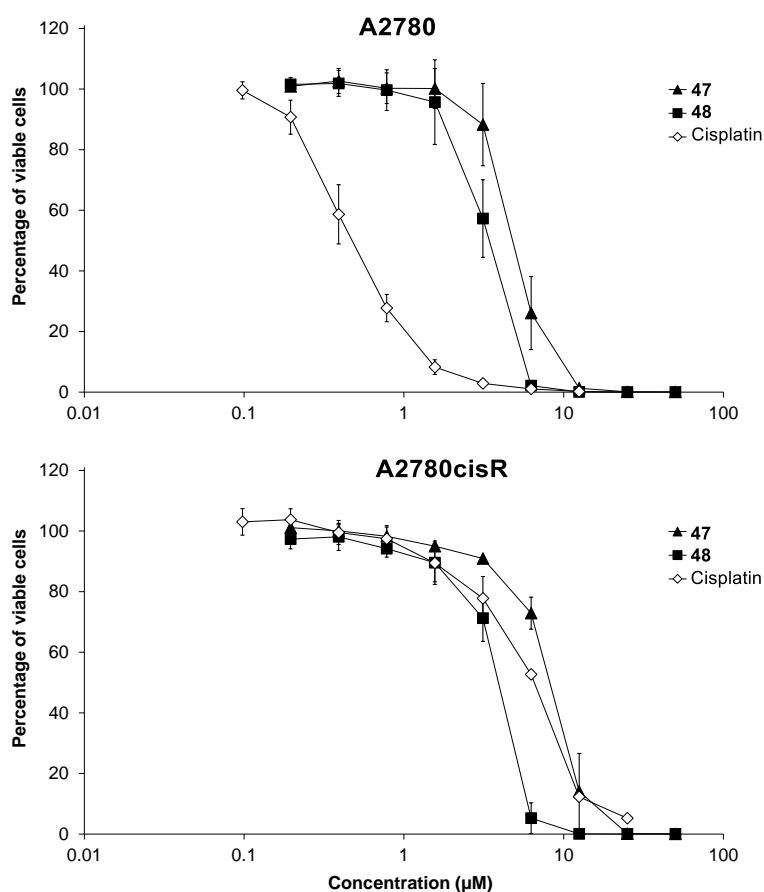 A2780
120
100
80
60
40
20
0
Percentage of viable cells
0.01 0.1 1 10 100
47
48
Cisplatin
A2780cisR
120
100
80
60
40
20
0
Percentage of viable cells
0.01 0.1 1 10 100
47
48
Cisplatin
Concentration (µM)